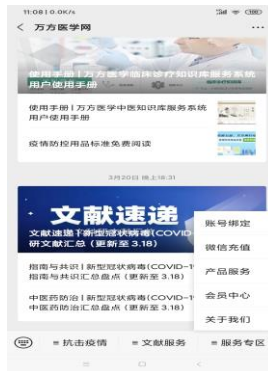 11:08 | 0.0K/s
万方医学网
使用手册 | 万方医学临床诊疗知识库服务系统
用户使用手册
使用手册 | 万方医学中医知识库服务系统
用户使用手册
疫情防控用品标准免费阅读
3月20日 晚上18:31
文献速递
文献速递 | 新型冠状病毒(COVID-
研文献汇总（更新至 3.18）
指南与共识 | 新型冠状病毒(COVID-1
指南与共识汇总盘点（更新至 3.18）
中医药防治 | 新型冠状病毒(COVID-1
中医药防治汇总盘点（更新至 3.18）
账号绑定
微信充值
产品服务
会员中心
关于我们
抗击疫情
文献服务
服务专区